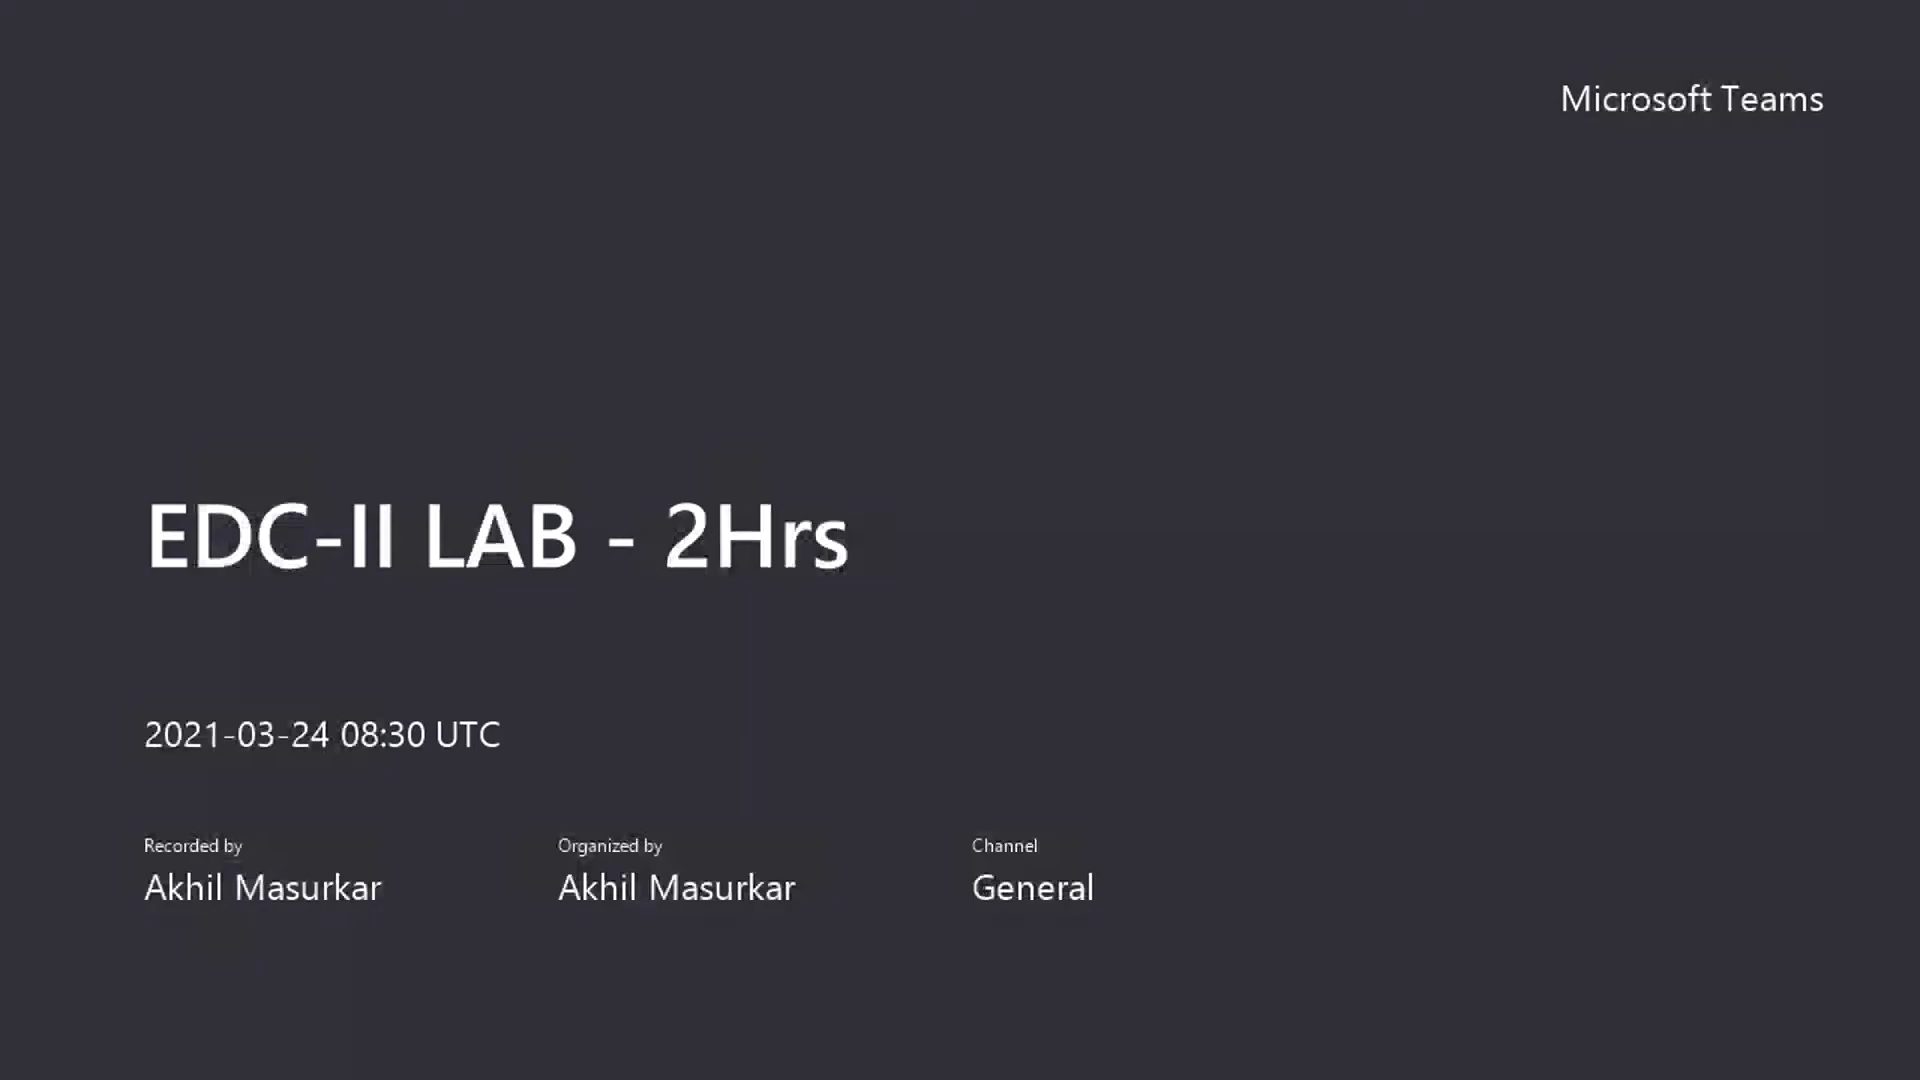 Microsoft Teams
EDC-II LAB - 2Hrs
2021-03-24 08:30 UTC
Recorded by
Akhil Masurkar
Organized by
Akhil Masurkar
Channel
General